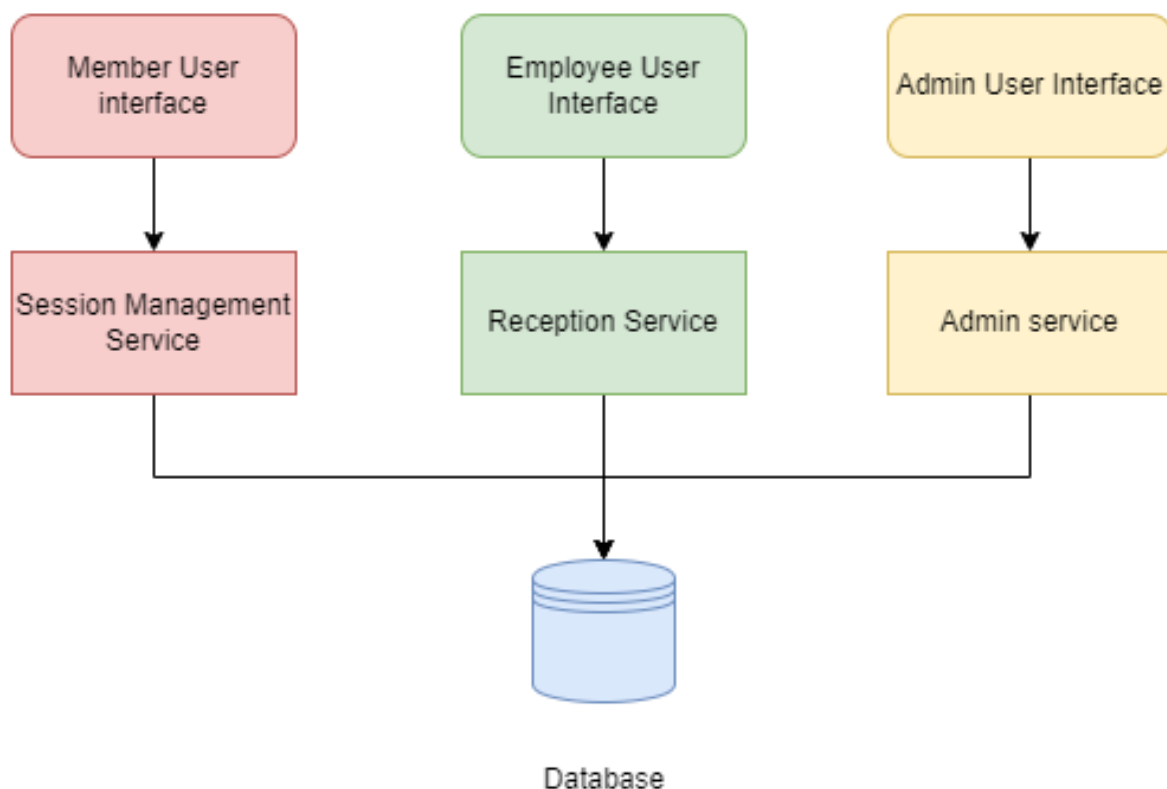 Member User
interface
Employee User
Interface
Admin User Interface
Session Management
Service
Reception Service
Admin service
Database